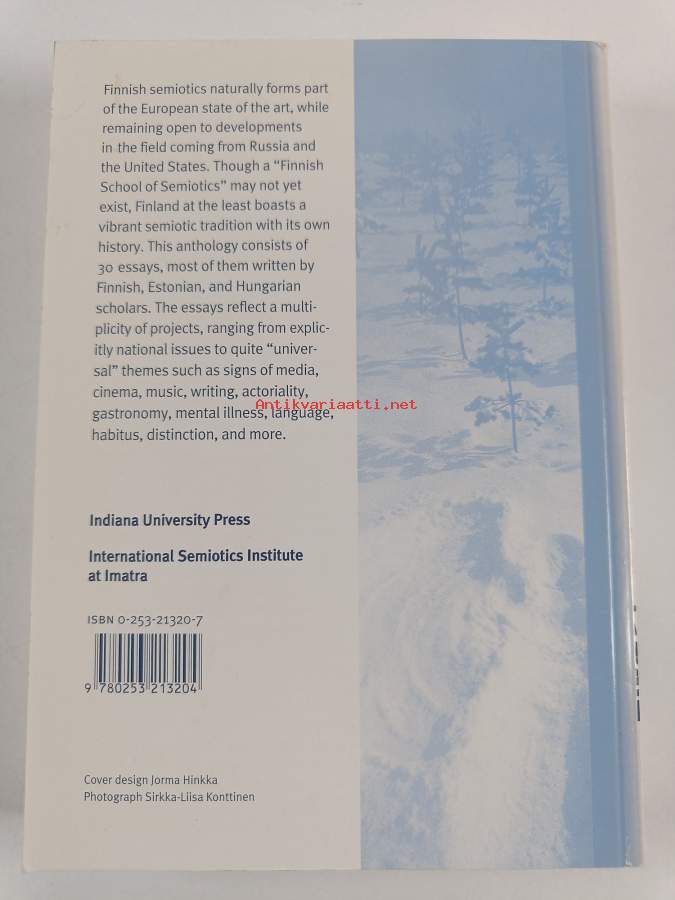 Finnish semiotics naturally forms part
of the European state of the art, while
remaining open to developments
in the field coming from Russia and
the United States. Though a “Finnish
School of Semiotics” may not yet
exist, Finland at the least boasts a
vibrant semiotic tradition with its own
history. This anthology consists of
30 essays, most of them written by
Finnish, Estonian, and Hungarian
scholars. The essays reflect a multi-
plicity of projects, ranging from explic-
itly national issues to quite “univer-
sal” themes such as signs of media,
cinema, music, writing, actoriality,
Antikvariaatti.net
gastronomy, mental illness, language,
habitus, distinction, and more.
Indiana University Press
International Semiotics Institute
at Imatra
ISBN 0-253-21320-7
9 780253 213204
Cover design Jorma Hinkka
Photograph Sirkka-Liisa Konttinen